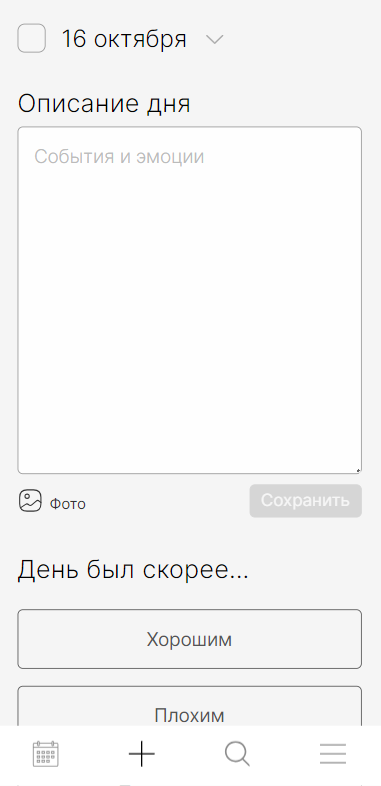 16 октября
Описание дня
События и эмоции
Фото
Сохранить
День был скорее...
Хорошим
Плохим